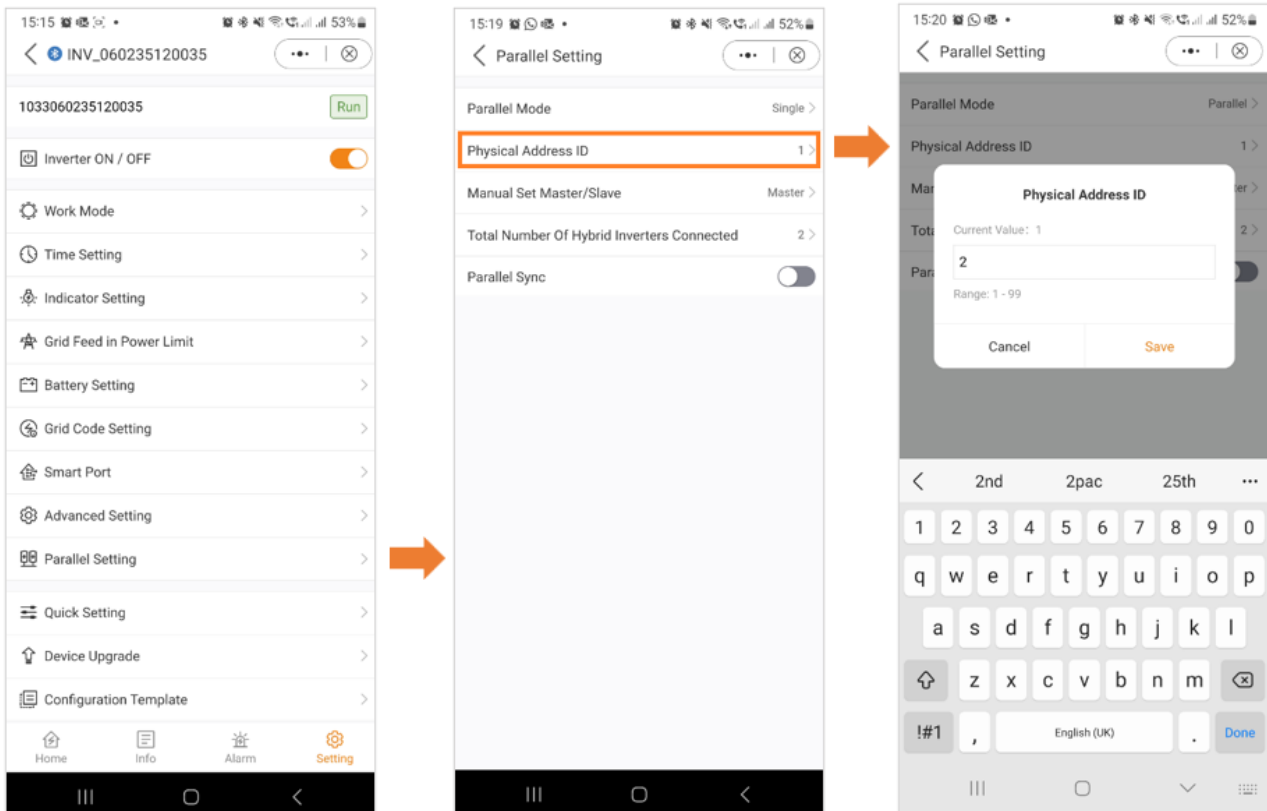 15:15 53%
INV_060235120035
1033060235120035 Run
Inverter ON / OFF
Work Mode
Time Setting
Indicator Setting
Grid Feed in Power Limit
Battery Setting
Grid Code Setting
Smart Port
Advanced Setting
Parallel Setting
Quick Setting
Device Upgrade
Configuration Template
Home Info Alarm Setting
15:19 52%
Parallel Setting
Parallel Mode Single
Physical Address ID 1
Manual Set Master/Slave Master
Total Number Of Hybrid Inverters Connected 2
Parallel Sync
15:20 52%
Parallel Setting
Parallel Mode Parallel
Physical Address ID 1
Man ter
Tota 2
Para
Physical Address ID
Current Value: 1
2
Range: 1 - 99
Cancel Save
2nd 2pac 25th
1 2 3 4 5 6 7 8 9 0
q w e r t y u i o p
a s d f g h j k l
z x c v b n m
!#1 , English (UK) . Done